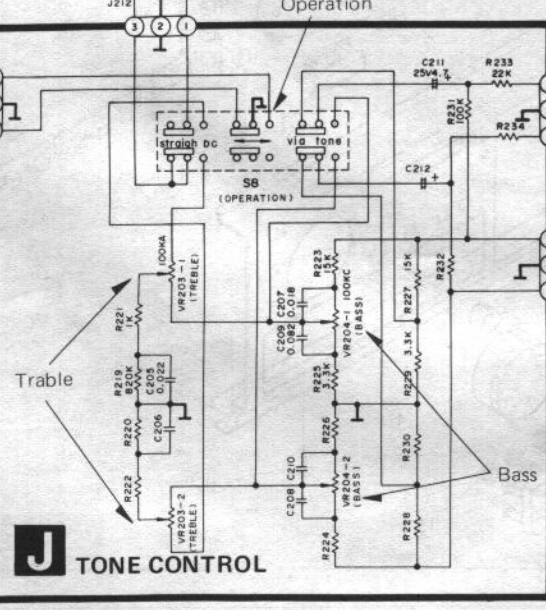 J212
Operation
3 2 1
C211
25V4.7
+
R233
22K
R231
100K
R234
straigh DC
via tone
S8
(OPERATION)
C212
+
100KA
VR203-1
(TREBLE)
R223
15K
C207
0.018
100KC
VR204-1
(BASS)
15K
R227
R232
R221
1K
C209
0.082
Trable
R219
820K
C205
0.022
R225
3.3K
3.3K
R229
R220
C206
R226
R230
R222
C210
C208
VR204-2
(BASS)
Bass
VR203-2
(TREBLE)
R224
R228
J TONE CONTROL